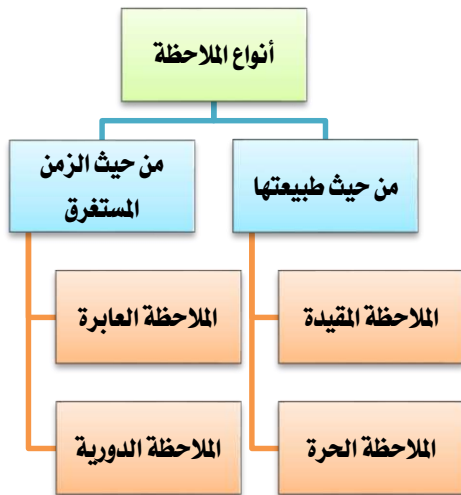 أنواع الملاحظة
من حيث طبيعتها
من حيث الزمن
المستغرق
الملاحظة المقيدة
الملاحظة العابرة
الملاحظة الحرة
الملاحظة الدورية